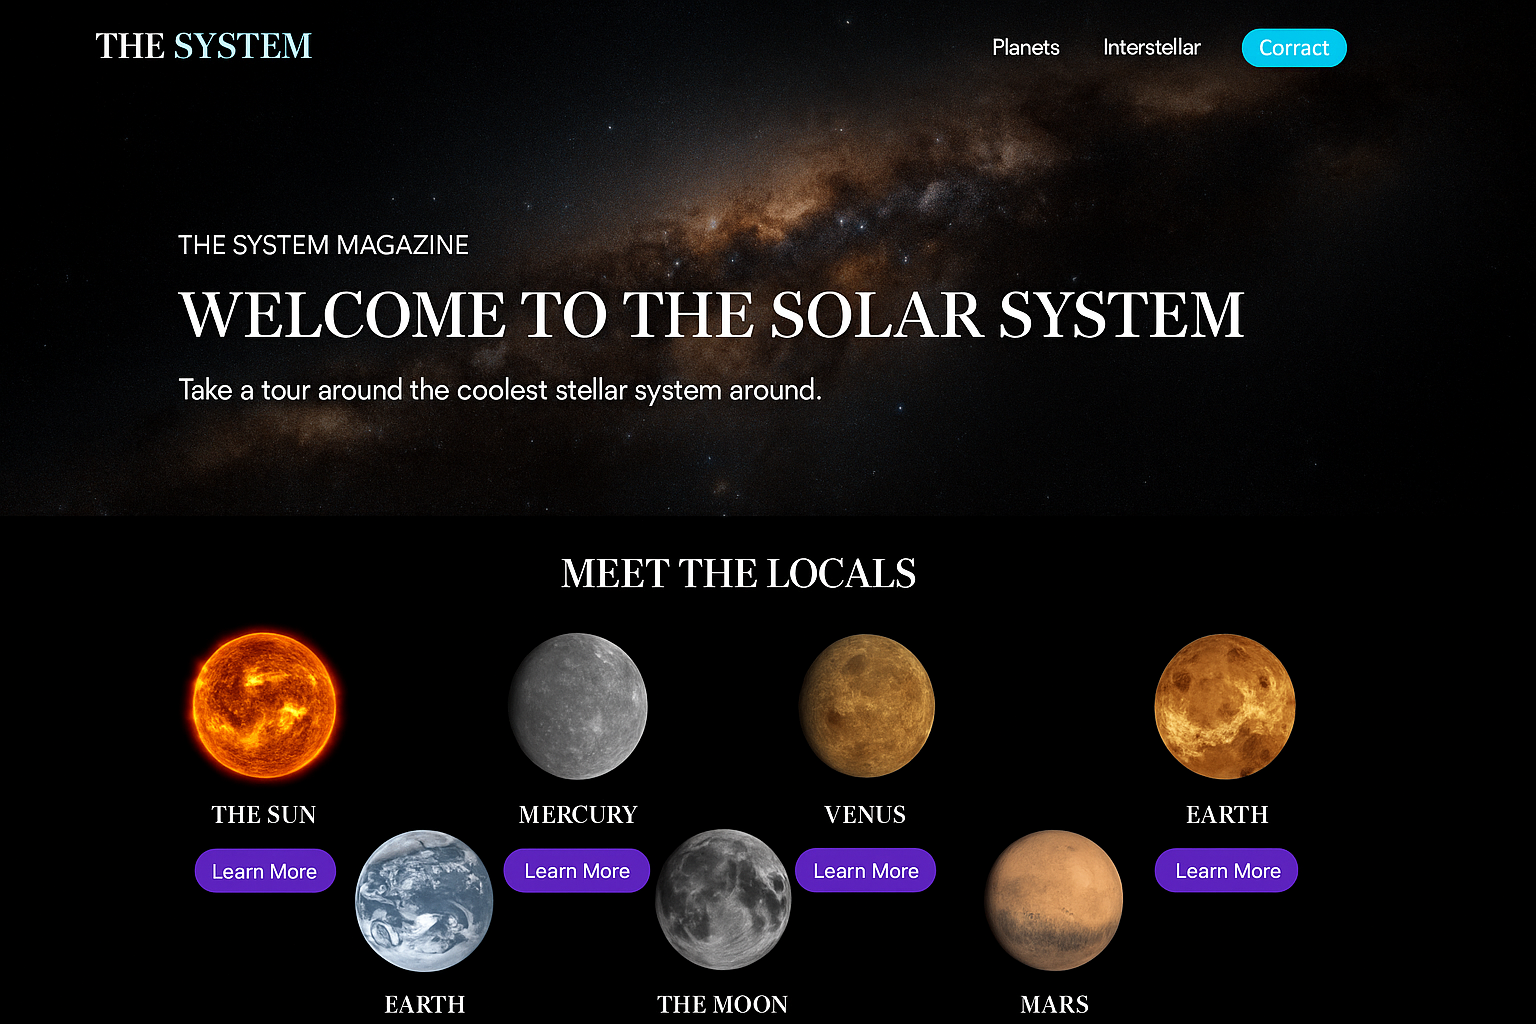 THE SYSTEM
Planets
Interstellar
Corract
THE SYSTEM MAGAZINE
WELCOME TO THE SOLAR SYSTEM
Take a tour around the coolest stellar system around.
MEET THE LOCALS
THE SUN
MERCURY
VENUS
EARTH
Learn More
Learn More
Learn More
Learn More
EARTH
THE MOON
MARS